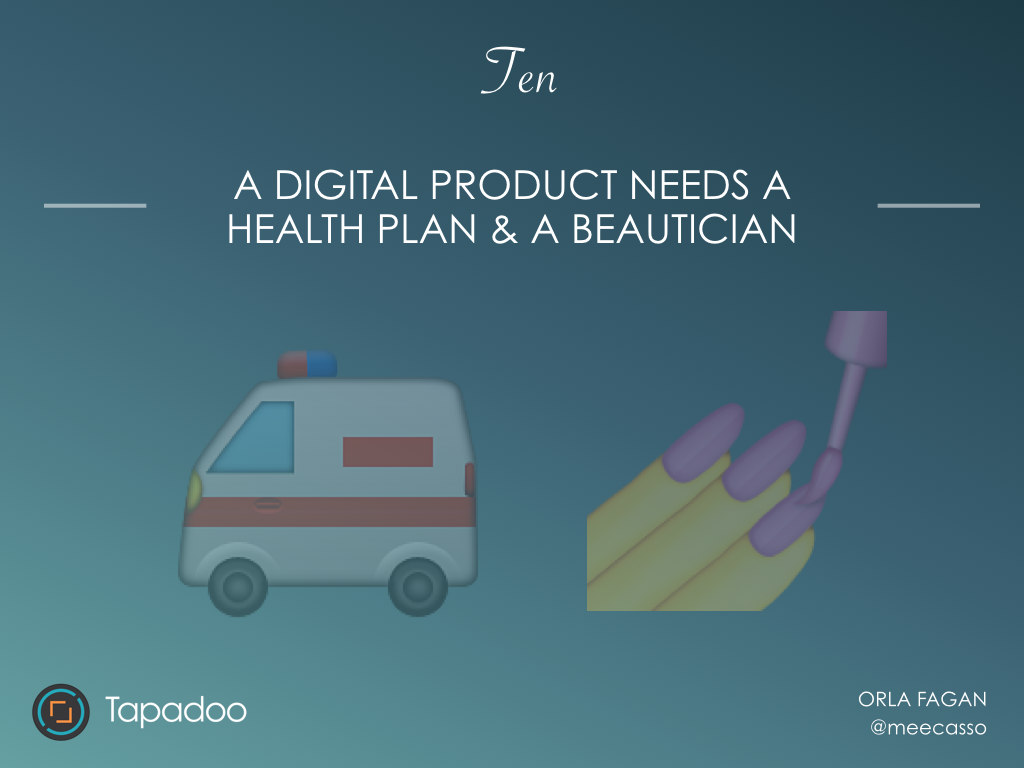 Ten
A DIGITAL PRODUCT NEEDS A
HEALTH PLAN & A BEAUTICIAN
Tapadoo
ORLA FAGAN
@meecasso